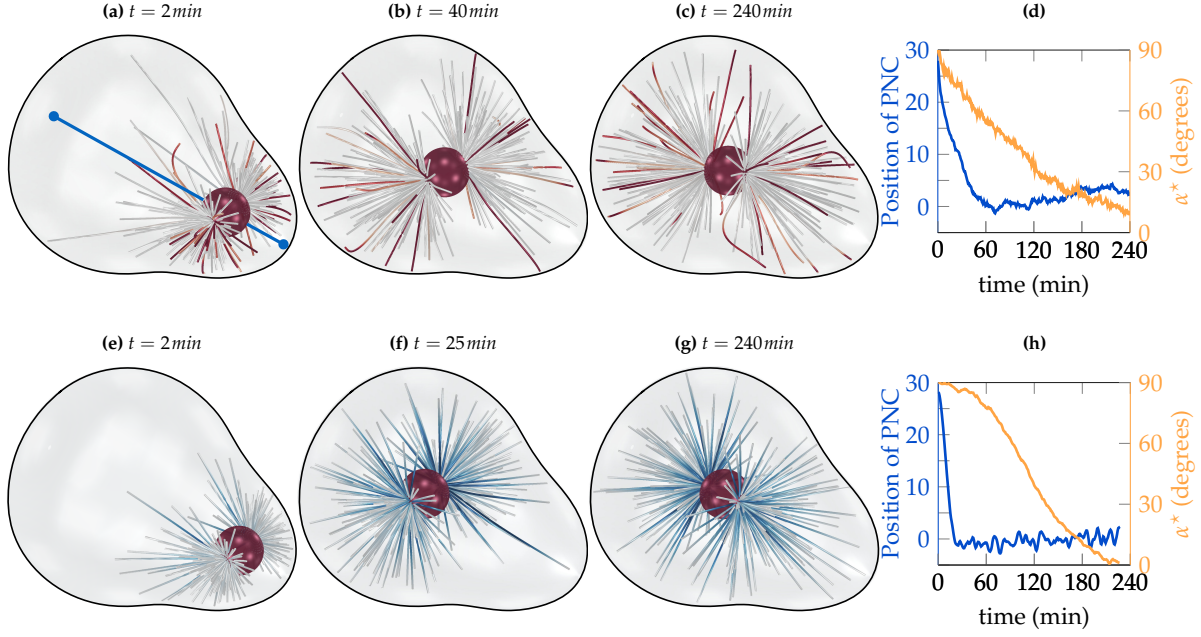 (a) t = 2min
(b) t = 40min
(c) t = 240min
(d)
30
20
10
0
Position of PNC
90
60
30
0
α* (degrees)
0 60 120 180 240
time (min)
(e) t = 2min
(f) t = 25min
(g) t = 240min
(h)
30
20
10
0
Position of PNC
90
60
30
0
α* (degrees)
0 60 120 180 240
time (min)